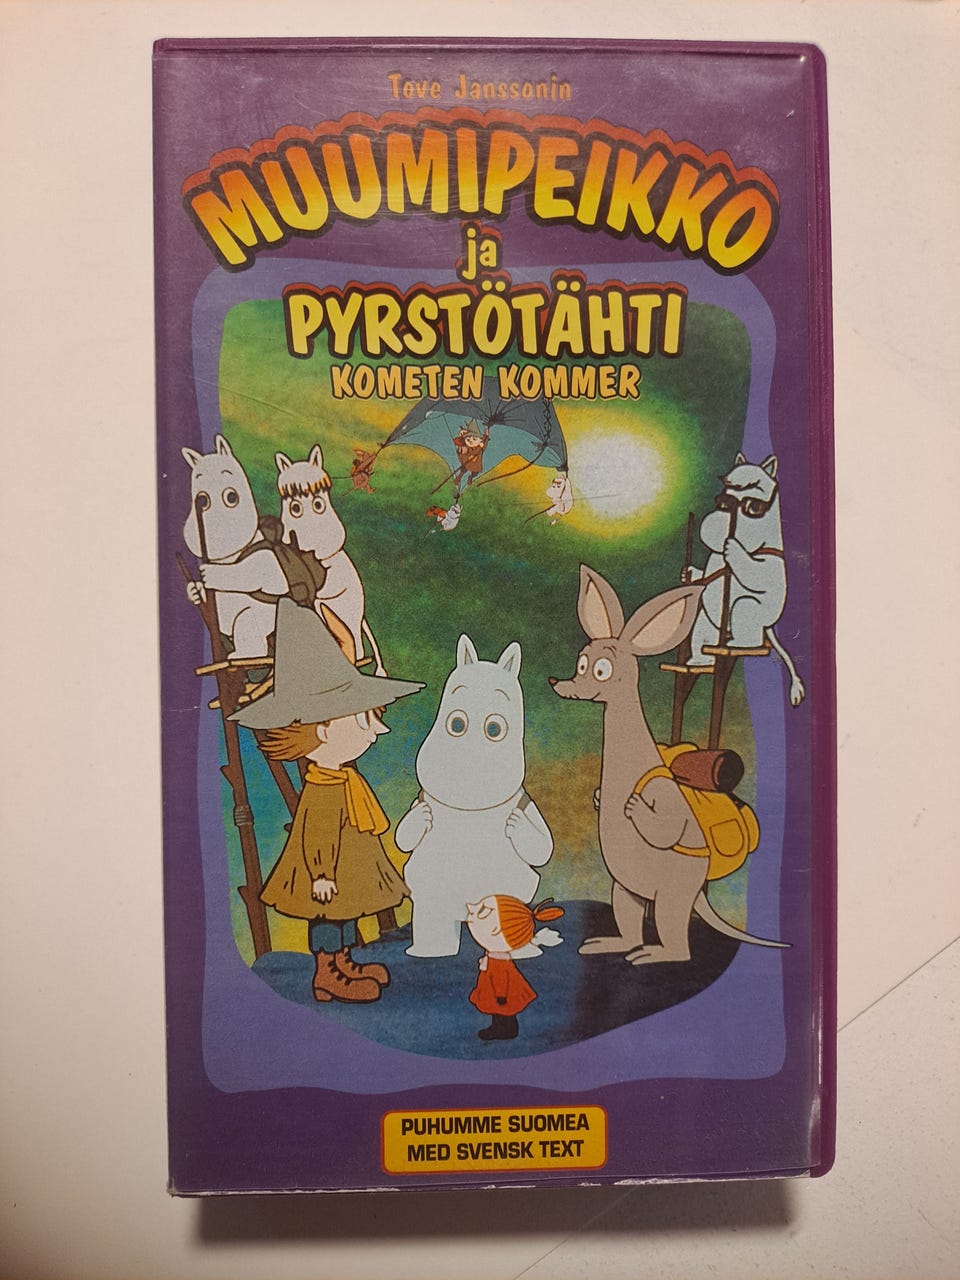 Tove Janssonin
MUUMIPEIKKO
ja
PYRSTÖTÄHTI
KOMETEN KOMMER
PUHUMME SUOMEA
MED SVENSK TEXT